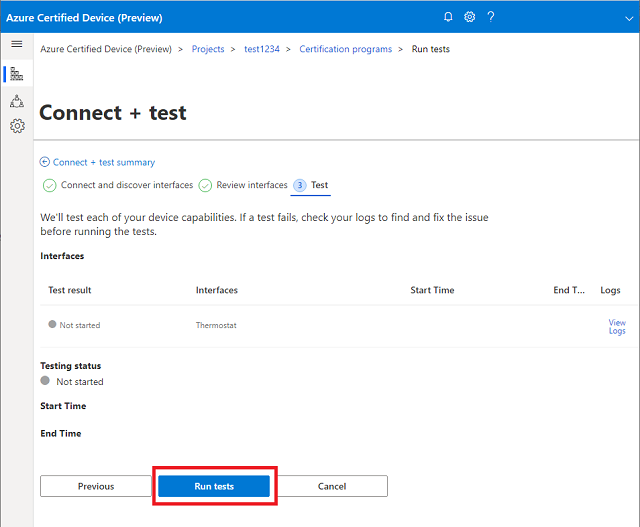 Azure Certified Device (Preview)
Azure Certified Device (Preview) > Projects > test1234 > Certification programs > Run tests
Connect + test
Connect + test summary
Connect and discover interfaces Review interfaces 3 Test
We'll test each of your device capabilities. If a test fails, check your logs to find and fix the issue
before running the tests.
Interfaces
Test result Interfaces Start Time End T... Logs
Not started Thermostat View
Logs
Testing status
Not started
Start Time
End Time
Previous Run tests Cancel